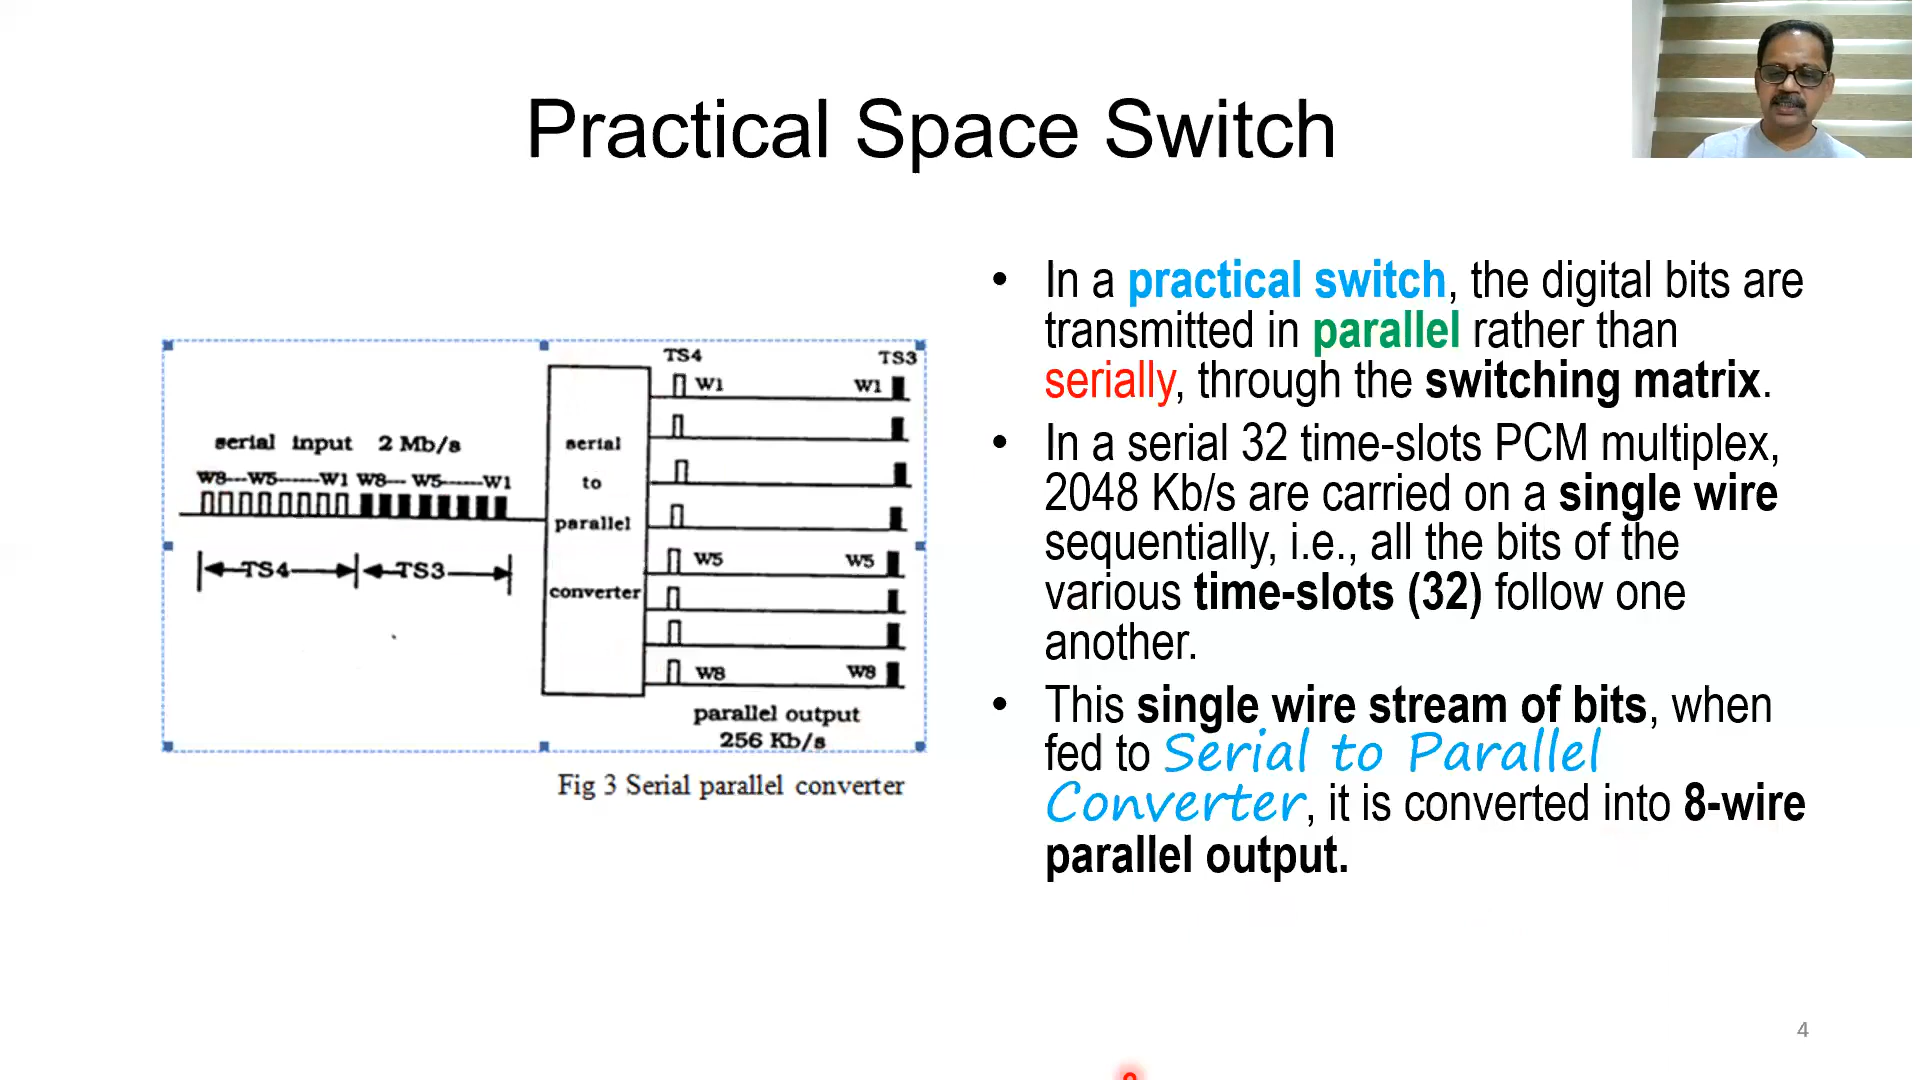 Practical Space Switch
serial input 2 Mb/s
W8---W5------W1 W8--- W5------W1
TS4 TS3
serial
to
parallel
converter
TS4 TS3
W1 W1
W5 W5
W8 W8
parallel output
256 Kb/s
Fig 3 Serial parallel converter
• In a practical switch, the digital bits are
transmitted in parallel rather than
serially, through the switching matrix.
• In a serial 32 time-slots PCM multiplex,
2048 Kb/s are carried on a single wire
sequentially, i.e., all the bits of the
various time-slots (32) follow one
another.
• This single wire stream of bits, when
fed to Serial to Parallel
Converter, it is converted into 8-wire
parallel output.
4